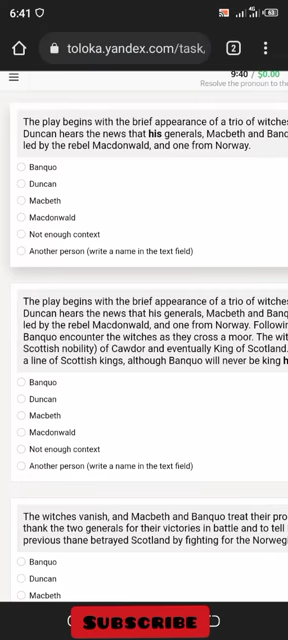 6:41
4G
63
toloka.yandex.com/task,
2
9:40 / $0.00
Resolve the pronoun to the
The play begins with the brief appearance of a trio of witches
Duncan hears the news that his generals, Macbeth and Banq
led by the rebel Macdonwald, and one from Norway.
Banquo
Duncan
Macbeth
Macdonwald
Not enough context
Another person (write a name in the text field)
The play begins with the brief appearance of a trio of witches
Duncan hears the news that his generals, Macbeth and Banq
led by the rebel Macdonwald, and one from Norway. Followin
Banquo encounter the witches as they cross a moor. The wit
Scottish nobility) of Cawdor and eventually King of Scotland.
a line of Scottish kings, although Banquo will never be king h
Banquo
Duncan
Macbeth
Macdonwald
Not enough context
Another person (write a name in the text field)
The witches vanish, and Macbeth and Banquo treat their pro
thank the two generals for their victories in battle and to tell
previous thane betrayed Scotland by fighting for the Norweg
Banquo
Duncan
Macbeth
SUBSCRIBE